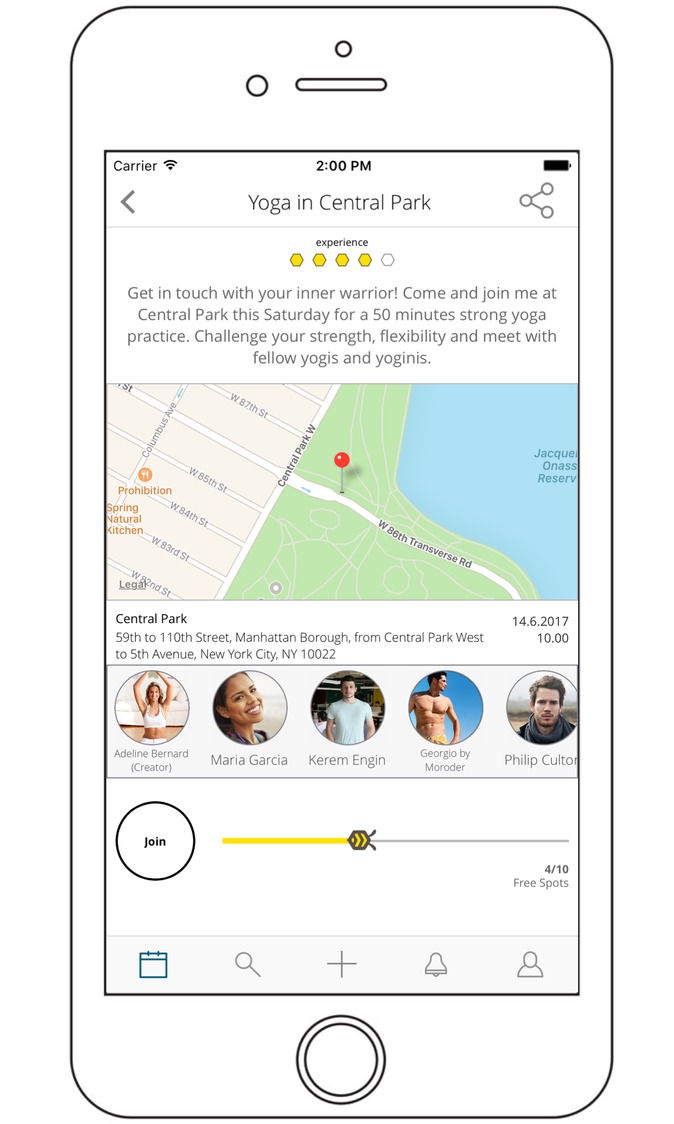 Carrier
2:00 PM
Yoga in Central Park
experience
Get in touch with your inner warrior! Come and join me at
Central Park this Saturday for a 50 minutes strong yoga
practice. Challenge your strength, flexibility and meet with
fellow yogis and yoginis.
St
Columbus Ave
W 87th St
Central Park W
Prohibition
W 85th St
Spring
Natural
Kitchen
W 84th St
W 83rd St
W 82nd St
Legal
W 86th Transverse Rd
Jacquel
Onass
Reserv
Central Park
14.6.2017
59th to 110th Street, Manhattan Borough, from Central Park West
10.00
to 5th Avenue, New York City, NY 10022
Adeline Bernard
(Creator)
Maria Garcia
Kerem Engin
Georgio by
Moroder
Philip Cultor
Join
4/10
Free Spots